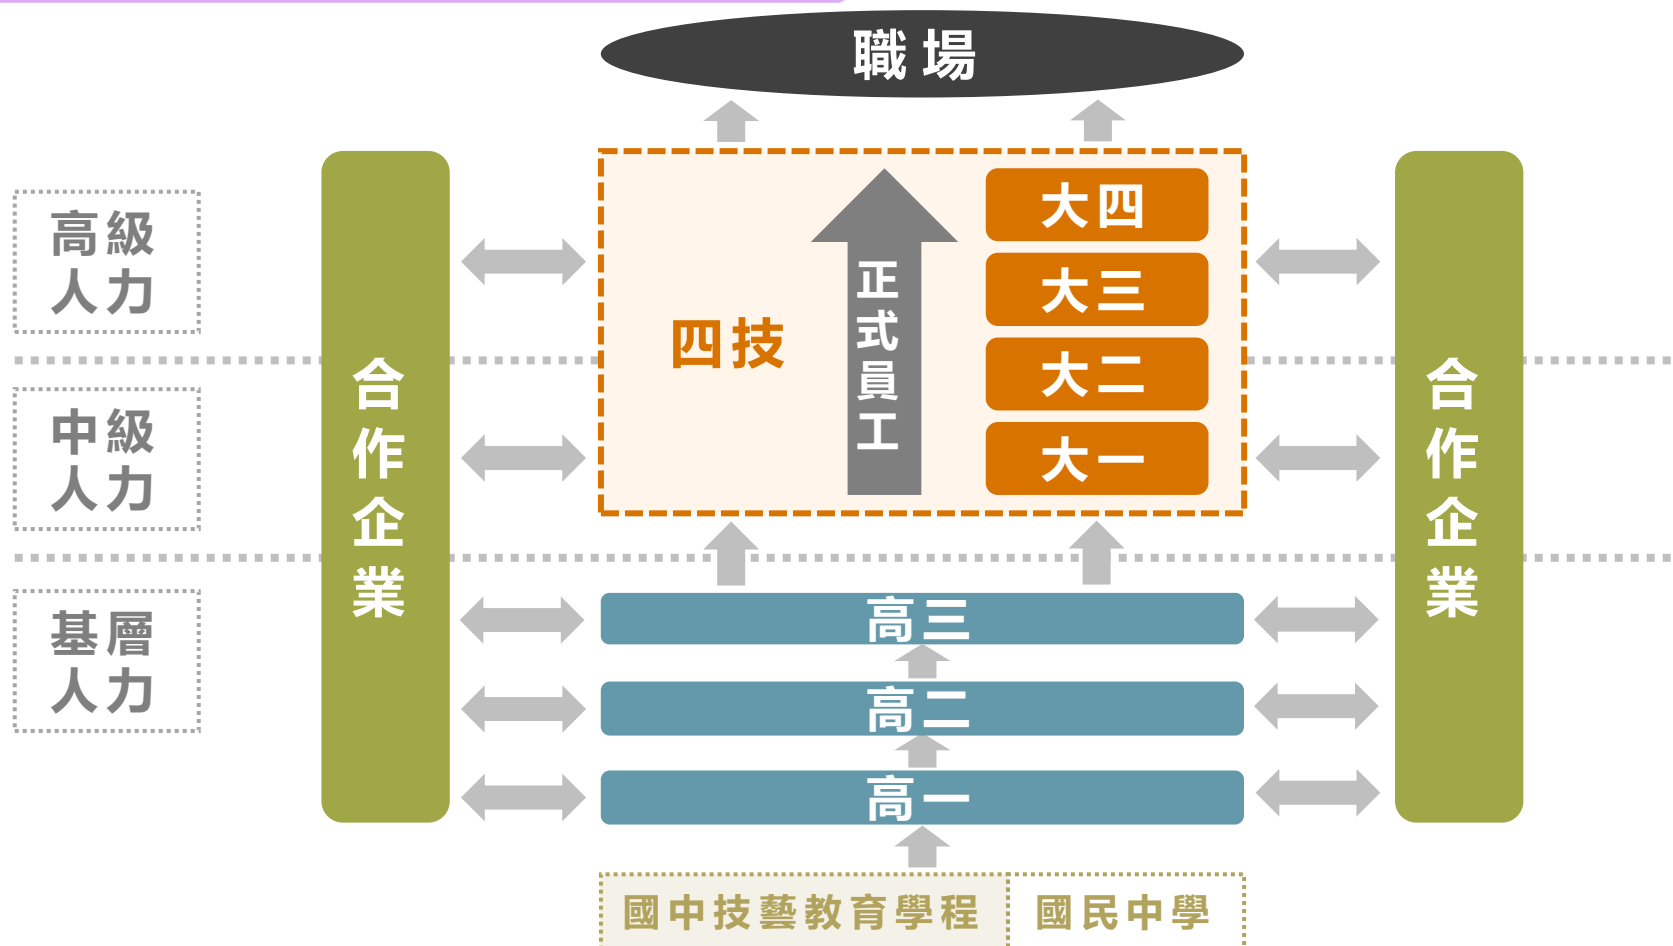 職場
高級
人力
中級
人力
基層
人力
合作企業
四技
正式員工
大四
大三
大二
大一
合作企業
高三
高二
高一
國中技藝教育學程
國民中學